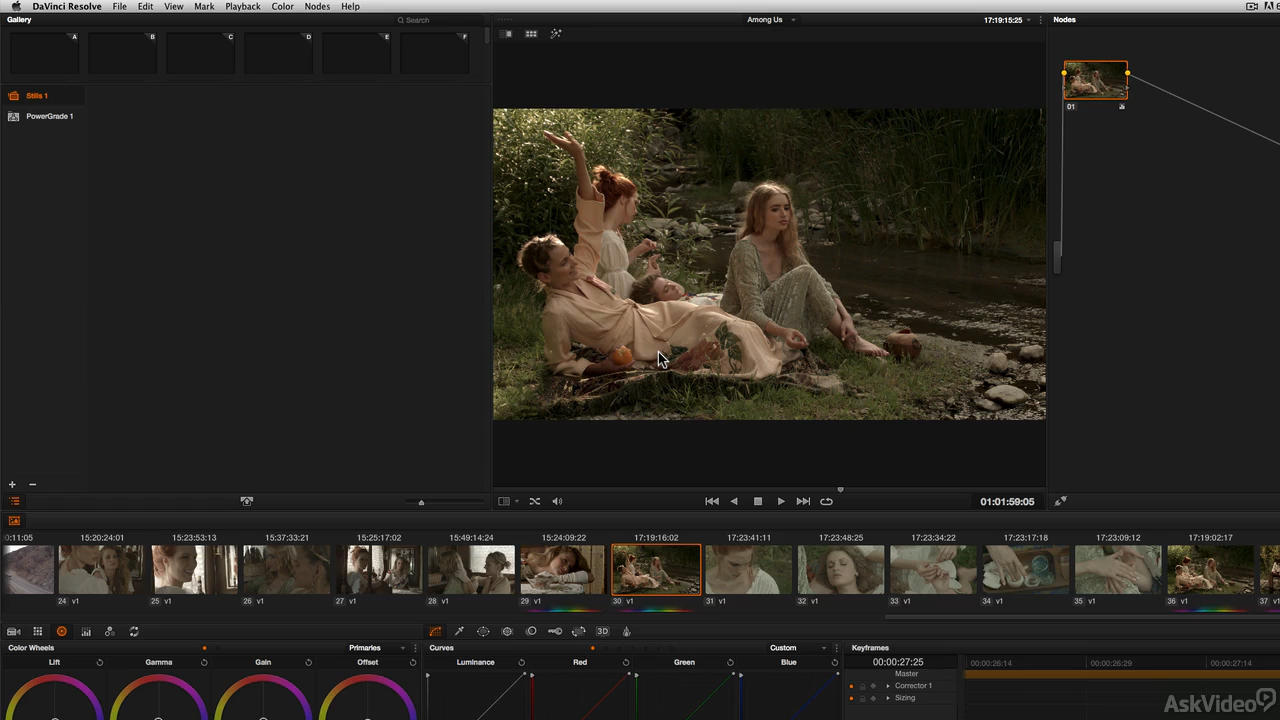 DaVinci Resolve File Edit View Mark Playback Color Nodes Help
Gallery Search Among Us 17:19:15:25 Nodes
A B C D E F
Stills 1
PowerGrade 1
01
01:01:59:05
:0:11:05 15:20:24:01 15:23:53:13 15:37:33:21 15:25:17:02 15:49:14:24 15:24:09:22 17:19:16:02 17:23:41:11 17:23:48:25 17:23:34:22 17:23:17:18 17:23:09:12 17:19:02:17
24 v1 25 v1 26 v1 27 v1 28 v1 29 v1 30 v1 31 v1 32 v1 33 v1 34 v1 35 v1 36 v1 37
3D
Color Wheels Primaries Curves Custom Keyframes
Lift Gamma Gain Offset Luminance Red Green Blue 00:00:27:25 00:00:26:14 00:00:26:29 00:00:27:14
Master
Corrector 1
Sizing
AskVideo